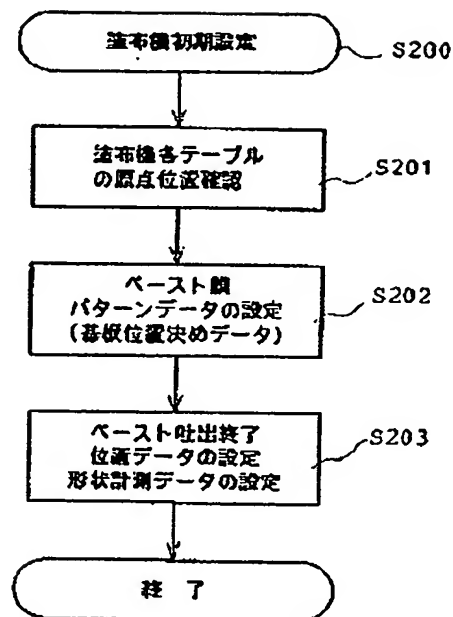 塗布機初期設定
S200
塗布機各テーブル
の原点位置確認
S201
ペースト膜
パターンデータの設定
(基板位置決めデータ)
S202
ペースト吐出終了
位置データの設定
形状計測データの設定
S203
終了